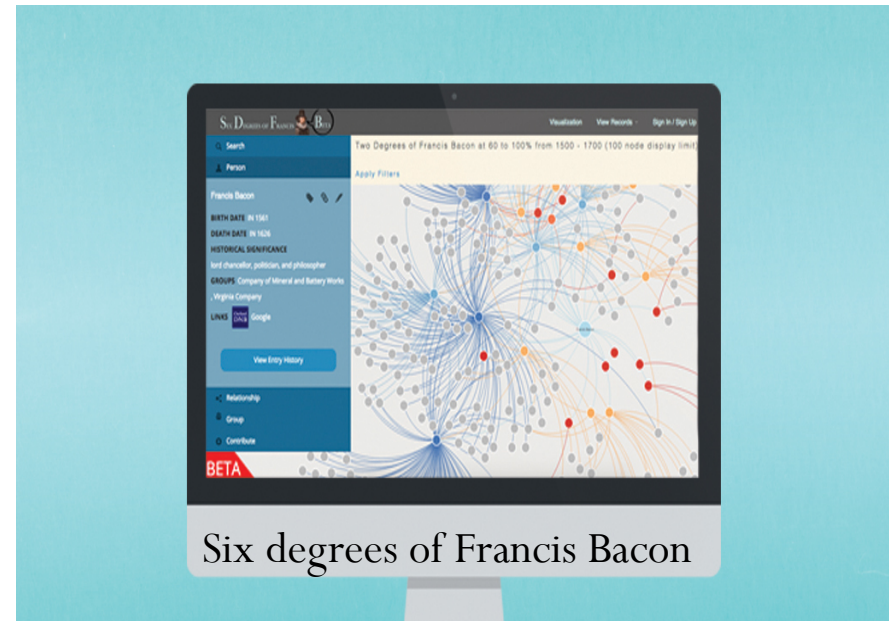 SIX DEGREES OF FRANCIS BACON
Visualization View Records Sign In / Sign Up
Search
Two Degrees of Francis Bacon at 60 to 100% from 1500 - 1700 (100 node display limit)
Person
Apply Filters
Francis Bacon
BIRTH DATE IN 1561
DEATH DATE IN 1626
HISTORICAL SIGNIFICANCE
lord chancellor, politician, and philosopher
GROUPS Company of Mineral and Battery Works
, Virginia Company
LINKS Google
View Entry History
Relationship
Group
Contribute
BETA
Six degrees of Francis Bacon